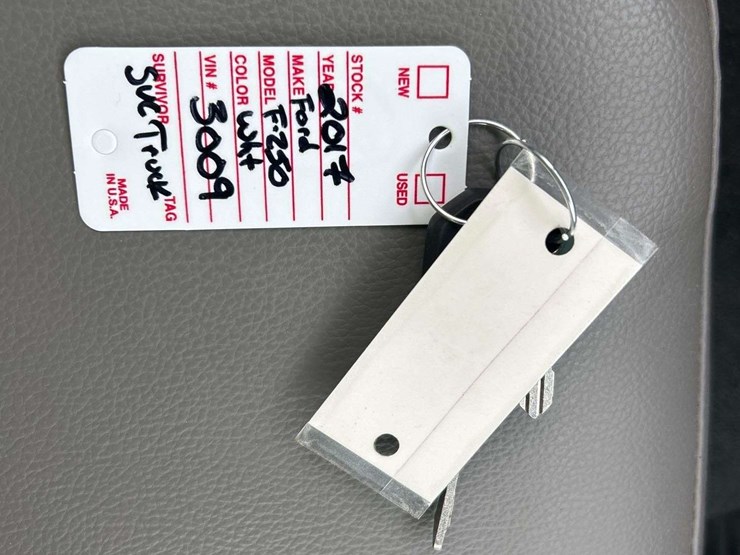 NEW USED
STOCK #
YEAR 2017
MAKE Ford
MODEL F-250
COLOR Wht
VIN # 3009
SURVIVOR TAG
Svc Truck
MADE
IN U.S.A.